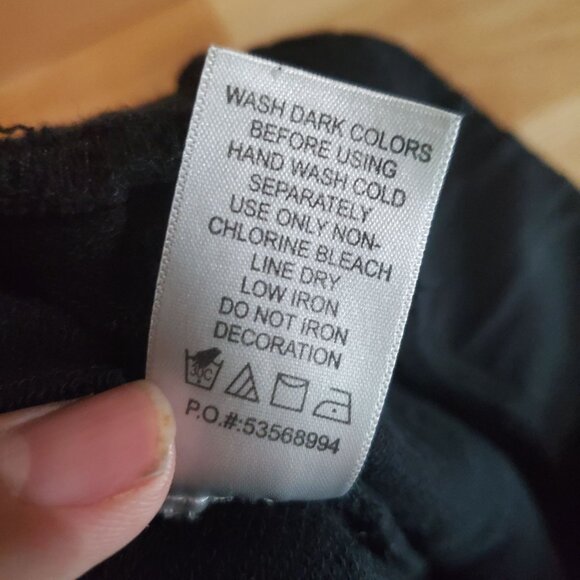 WASH DARK COLORS
BEFORE USING
HAND WASH COLD
SEPARATELY
USE ONLY NON-
CHLORINE BLEACH
LINE DRY
LOW IRON
DO NOT IRON
DECORATION
30C
P.O.#:53568994